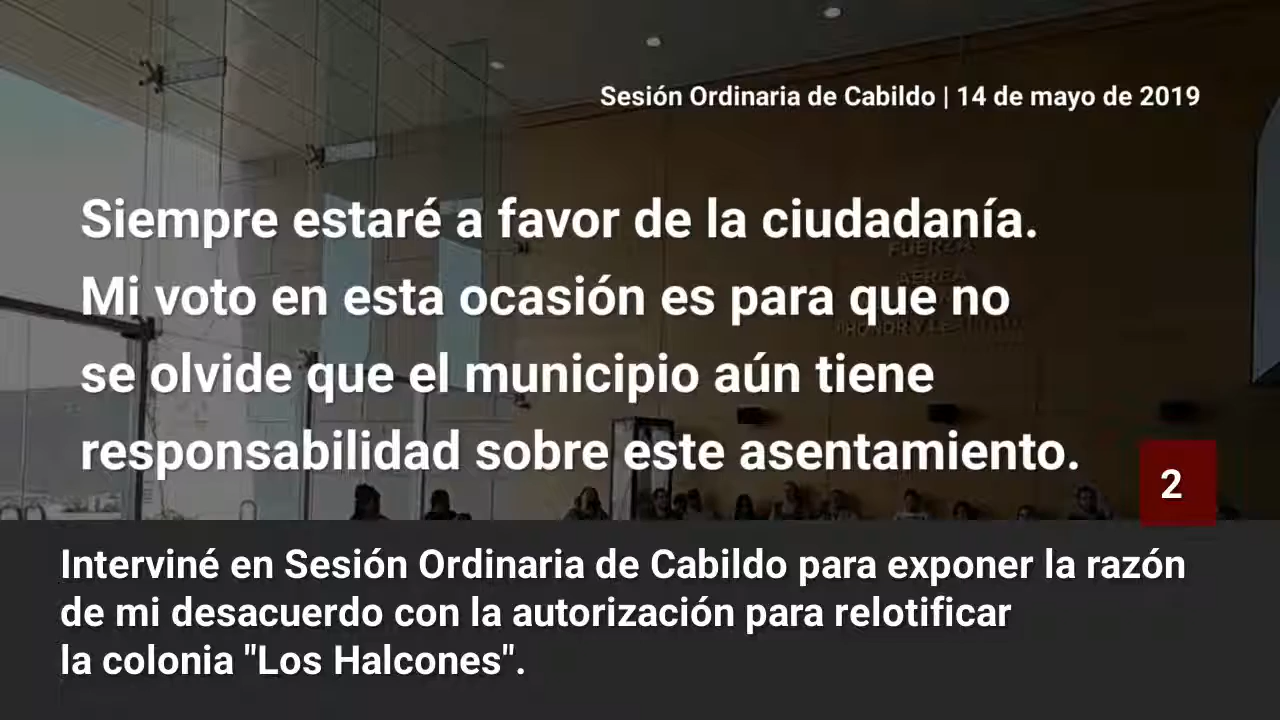 Sesión Ordinaria de Cabildo | 14 de mayo de 2019
Siempre estaré a favor de la ciudadanía.
Mi voto en esta ocasión es para que no
se olvide que el municipio aún tiene
responsabilidad sobre este asentamiento.
2
Interviné en Sesión Ordinaria de Cabildo para exponer la razón
de mi desacuerdo con la autorización para relotificar
la colonia "Los Halcones".
FUERZA
AÉREA